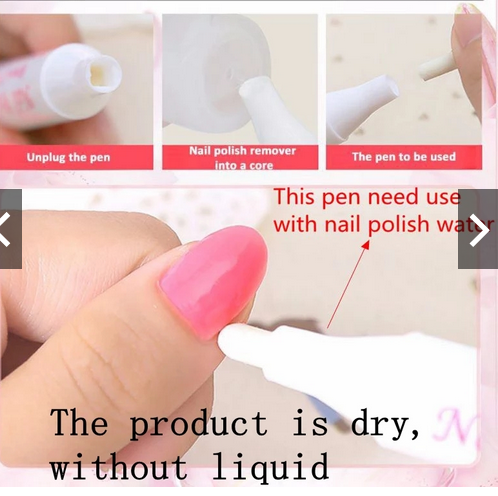 Unplug the pen
Nail polish remover
into a core
The pen to be used
This pen need use
with nail polish water
The product is dry,
without liquid